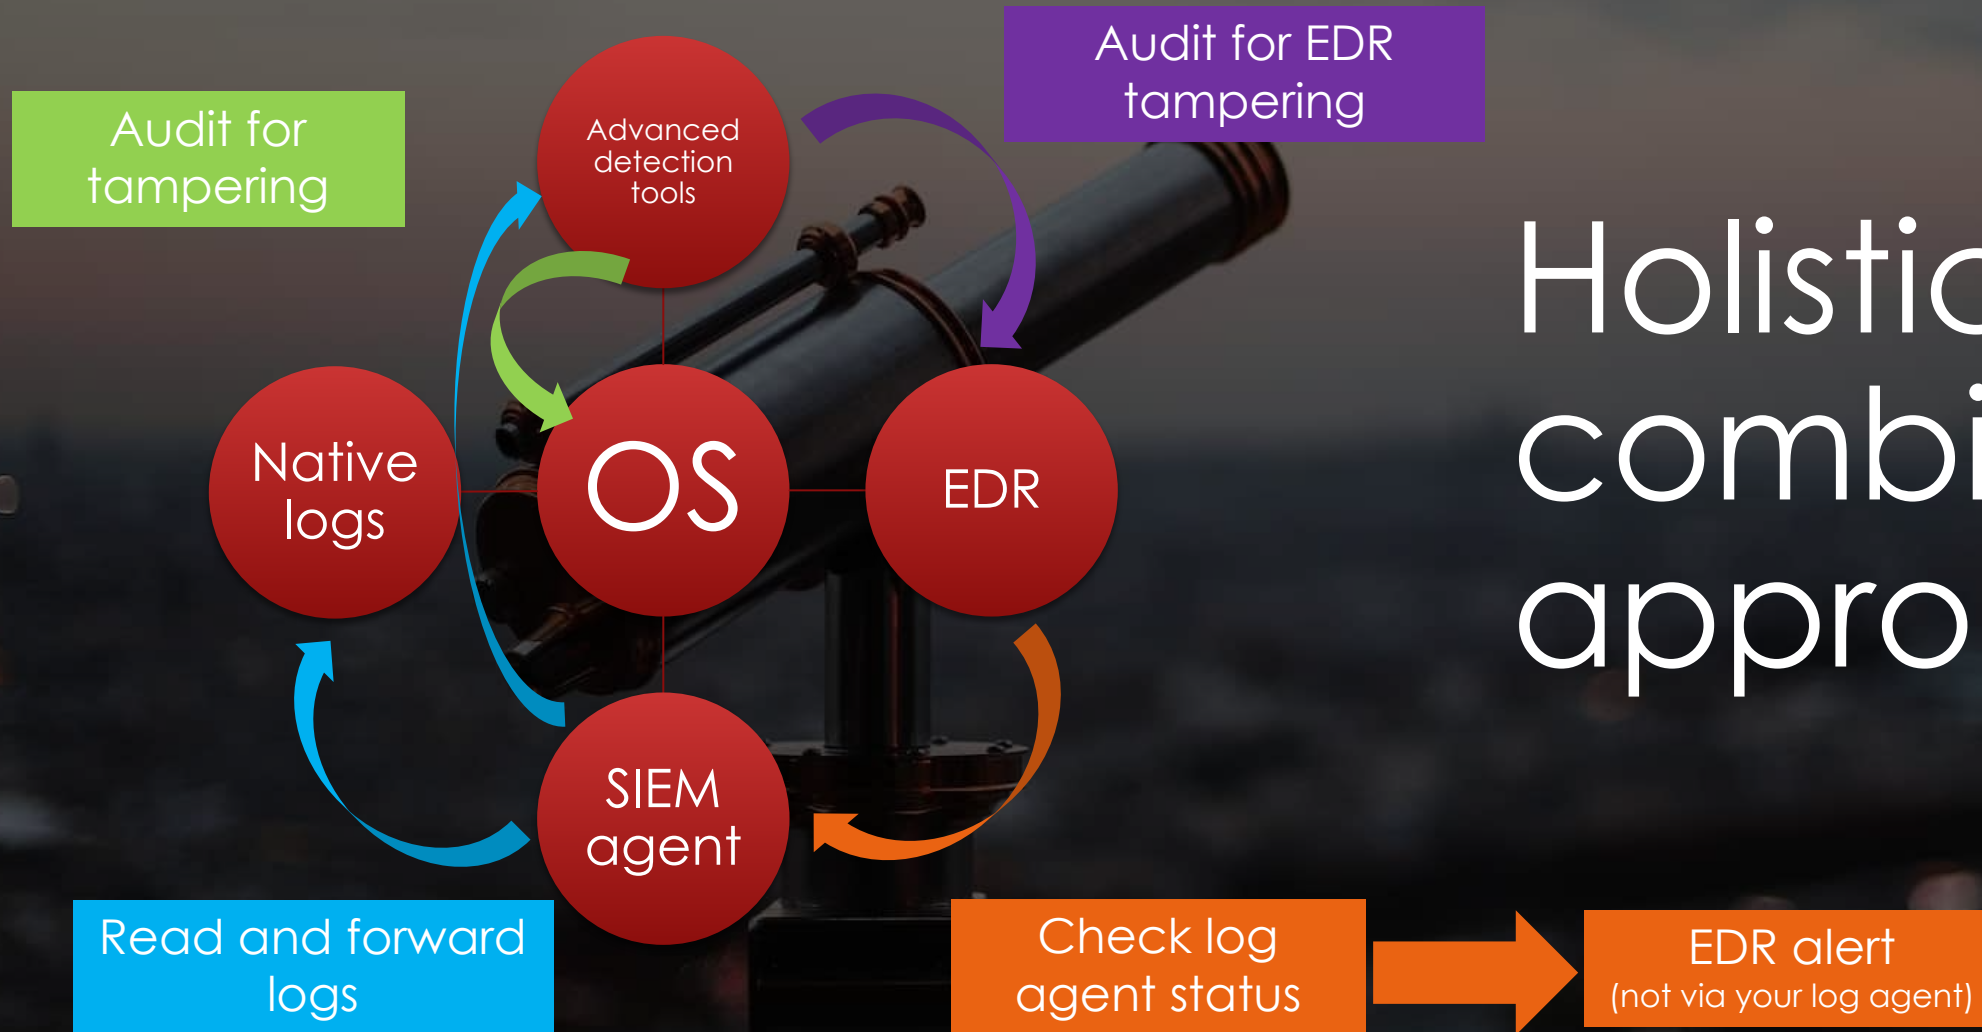 Audit for EDR
tampering
Audit for
tampering
Advanced
detection
tools
Holistic
combi
appro
Native
logs
OS
EDR
SIEM
agent
Read and forward
logs
Check log
agent status
EDR alert
(not via your log agent)